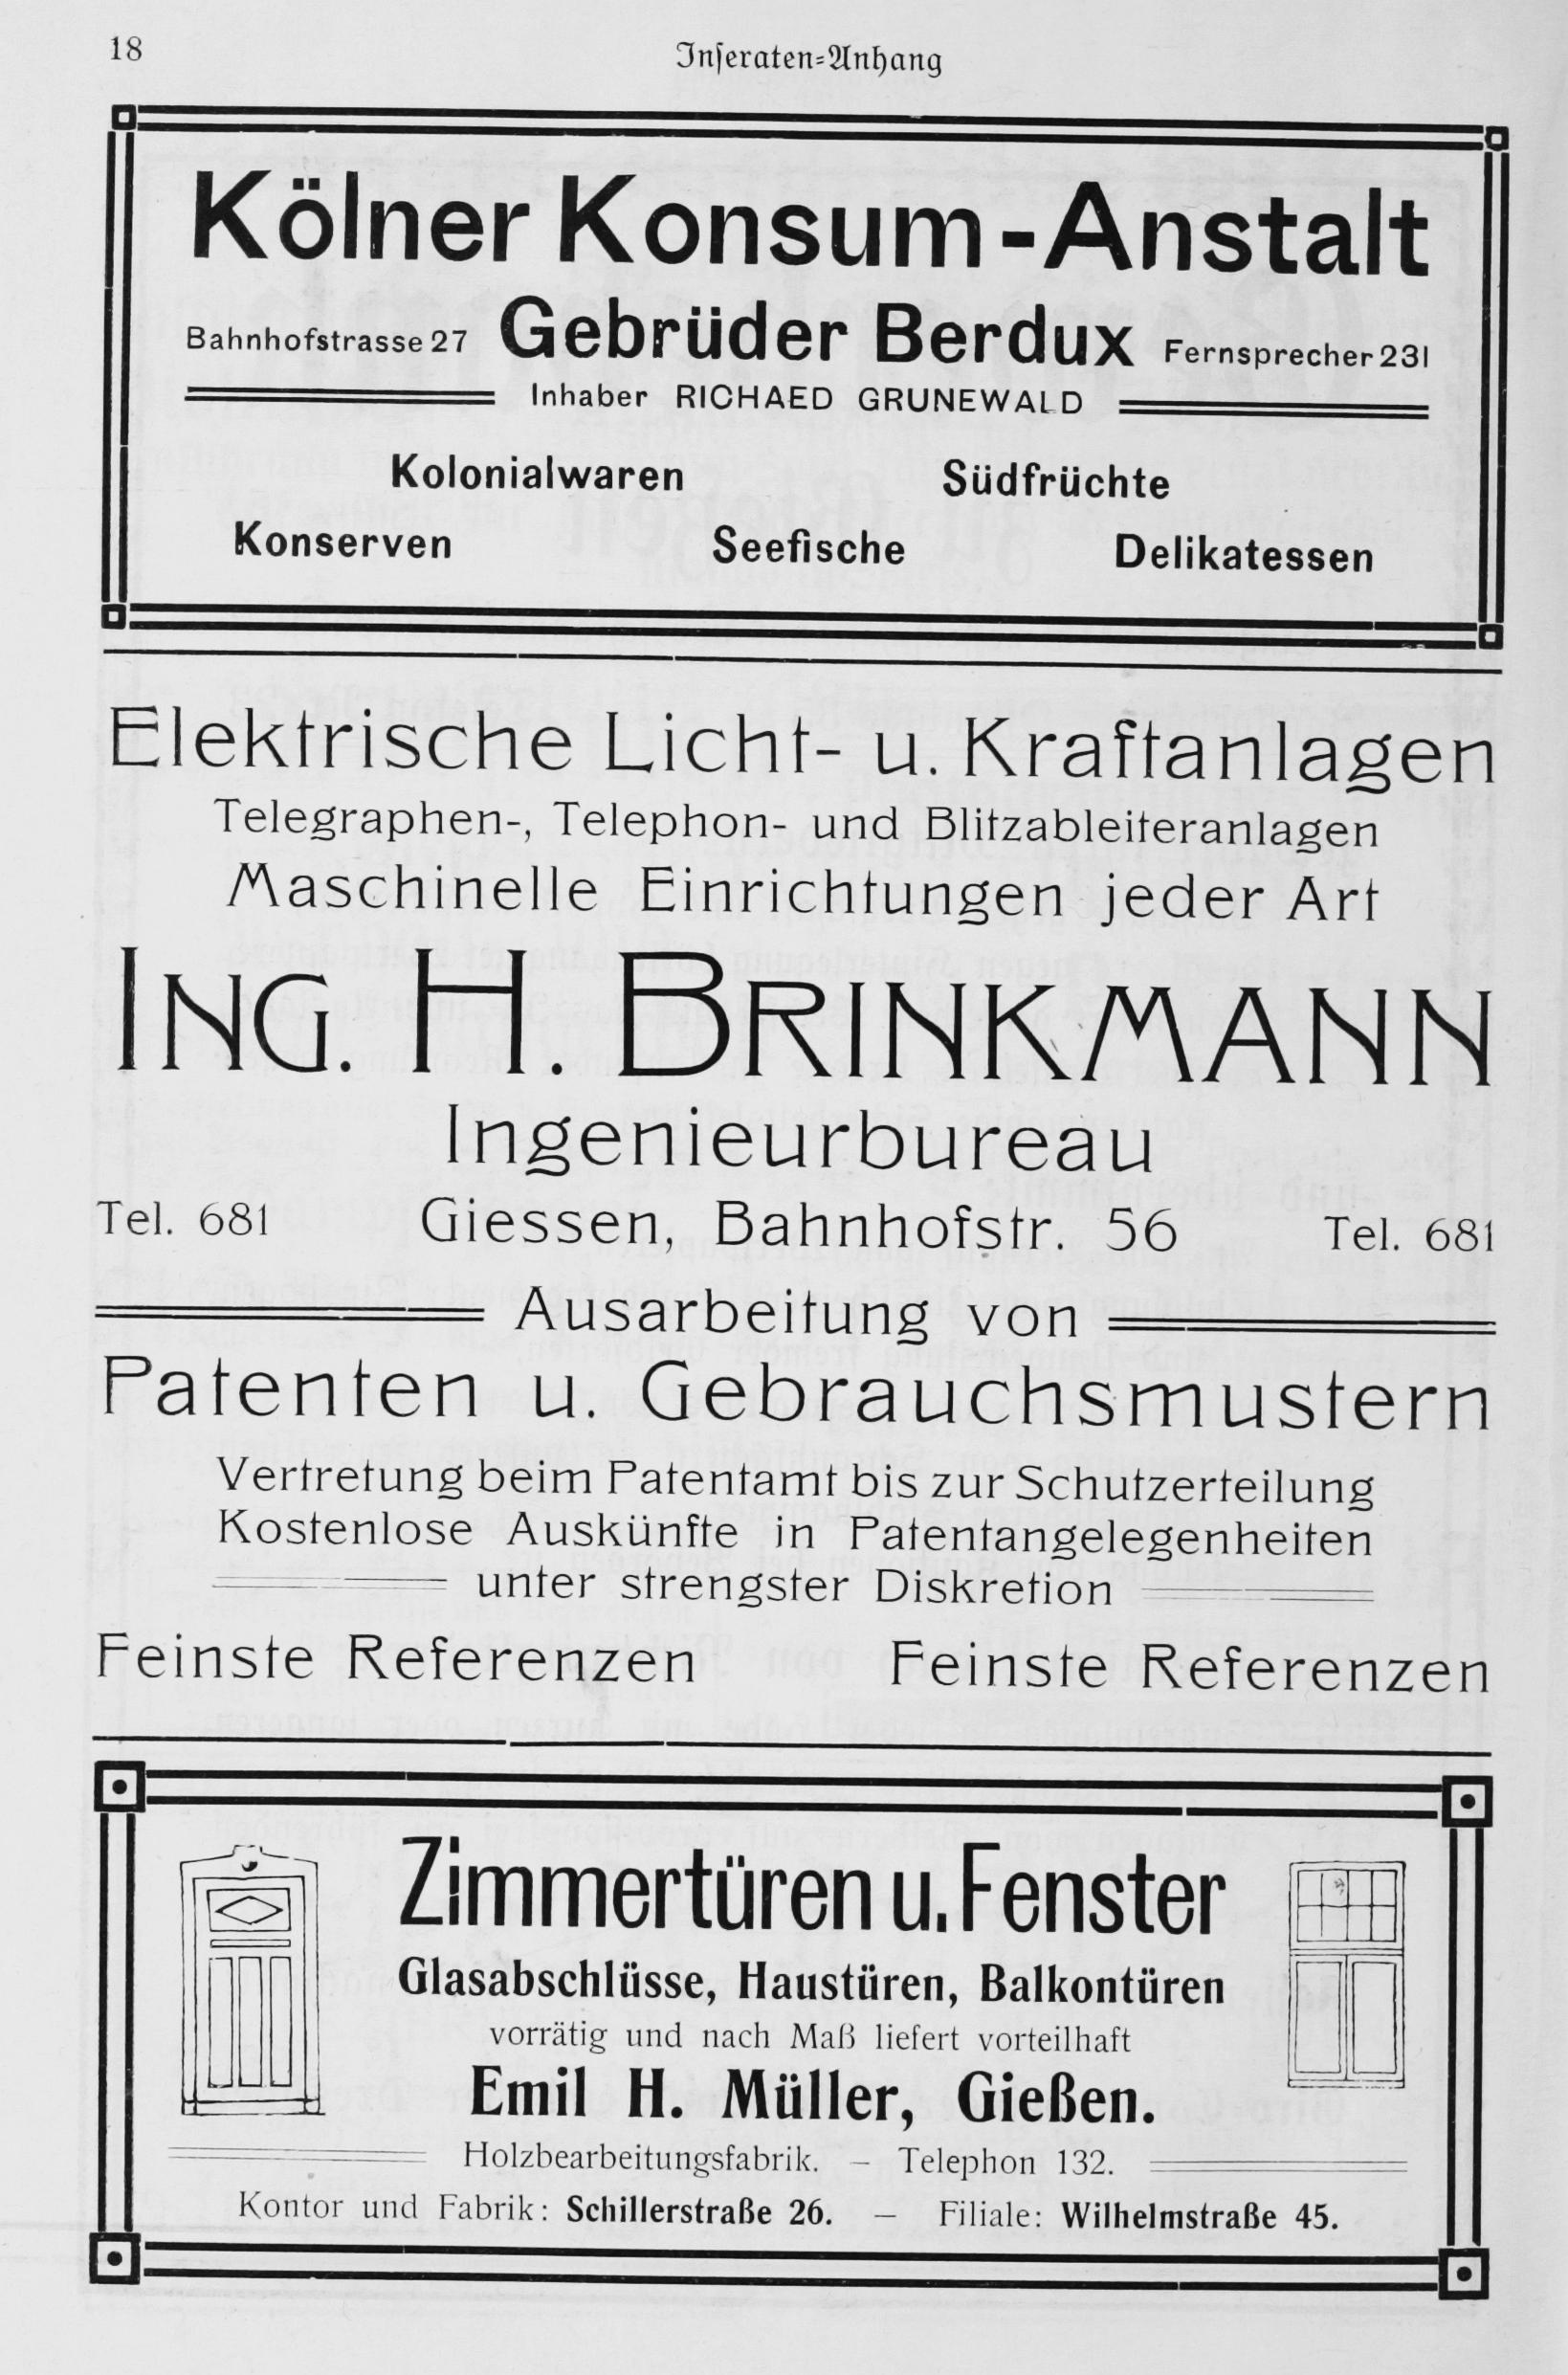 18
Inseraten-Anhang
Kölner Konsum-Anstalt
Bahnhofstrasse 27 Gebrüder Berdux Fernsprecher 231
Inhaber RICHAED GRUNEWALD
Kolonialwaren Südfrüchte
Konserven Seefische Delikatessen
Elektrische Licht- u. Kraftanlagen
Telegraphen-, Telephon- und Blitzableiteranlagen
Maschinelle Einrichtungen jeder Art
ING. H. BRINKMANN
Ingenieurbureau
Tel. 681 Giessen, Bahnhofstr. 56 Tel. 681
Ausarbeitung von
Patenten u. Gebrauchsmustern
Vertretung beim Patentamt bis zur Schutzerteilung
Kostenlose Auskünfte in Patentangelegenheiten
unter strengster Diskretion
Feinste Referenzen Feinste Referenzen
Zimmertüren u. Fenster
Glasabschlüsse, Haustüren, Balkontüren
vorrätig und nach Maß liefert vorteilhaft
Emil H. Müller, Gießen.
Holzbearbeitungsfabrik. – Telephon 132.
Kontor und Fabrik: Schillerstraße 26. – Filiale: Wilhelmstraße 45.